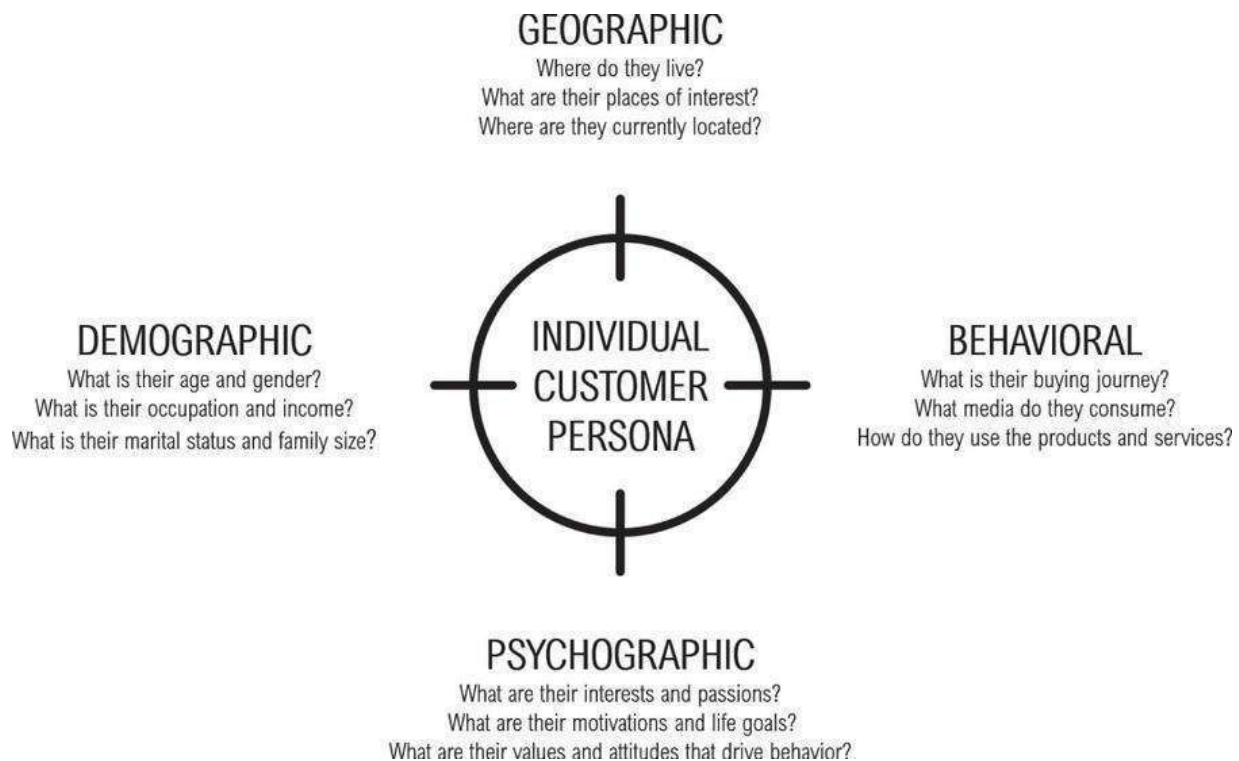 GEOGRAPHIC
Where do they live?
What are their places of interest?
Where are they currently located?
DEMOGRAPHIC
What is their age and gender?
What is their occupation and income?
What is their marital status and family size?
INDIVIDUAL
CUSTOMER
PERSONA
BEHAVIORAL
What is their buying journey?
What media do they consume?
How do they use the products and services?
PSYCHOGRAPHIC
What are their interests and passions?
What are their motivations and life goals?
What are their values and attitudes that drive behavior?